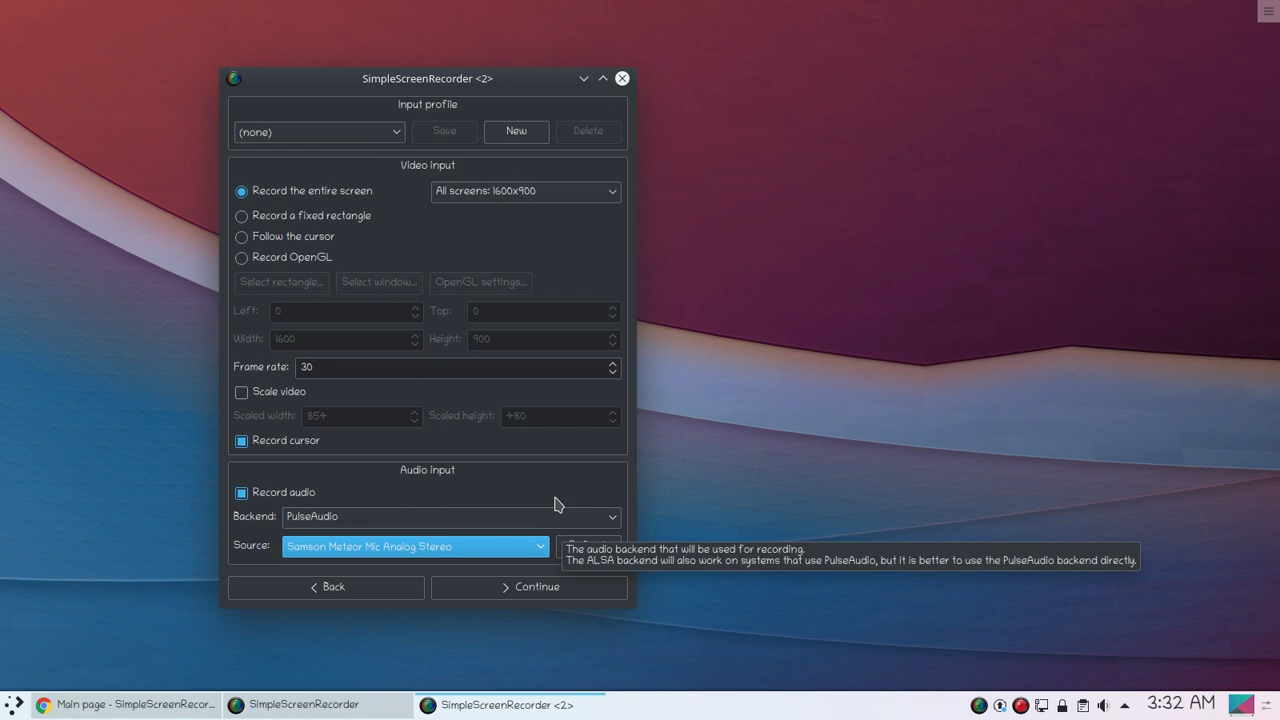 SimpleScreenRecorder <2>
Input profile
(none)
Save
New
Delete
Video input
Record the entire screen
All screens: 1600x900
Record a fixed rectangle
Follow the cursor
Record OpenGL
Select rectangle...
Select window...
OpenGL settings...
Left: 0
Top: 0
Width: 1600
Height: 900
Frame rate: 30
Scale video
Scaled width: 854
Scaled height: 480
Record cursor
Audio input
Record audio
Backend: PulseAudio
Source: Samson Meteor Mic Analog Stereo
The audio backend that will be used for recording.
The ALSA backend will also work on systems that use PulseAudio, but it is better to use the PulseAudio backend directly.
Back
Continue
Main page - SimpleScreenRecor...
SimpleScreenRecorder
SimpleScreenRecorder <2>
3:32 AM